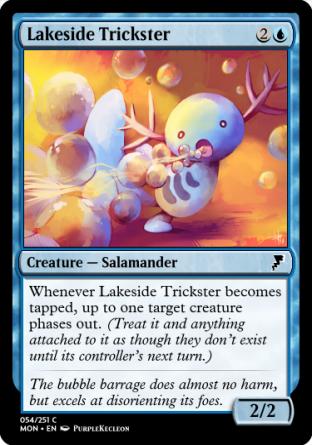 Lakeside Trickster 2
Creature — Salamander
Whenever Lakeside Trickster becomes
tapped, up to one target creature
phases out. (Treat it and anything
attached to it as though they don't exist
until its controller's next turn.)
The bubble barrage does almost no harm,
but excels at disorienting its foes.
2/2
054/251 C
MON • EN PurpleKecleon